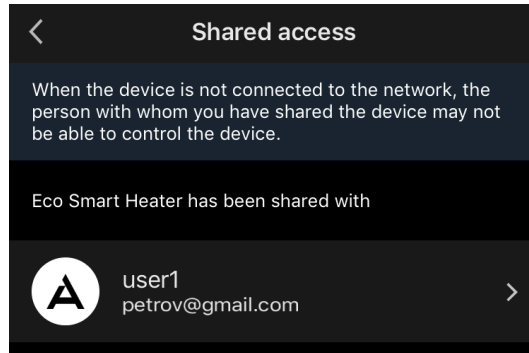 Shared access
When the device is not connected to the network, the
person with whom you have shared the device may not
be able to control the device.
Eco Smart Heater has been shared with
user1
petrov@gmail.com